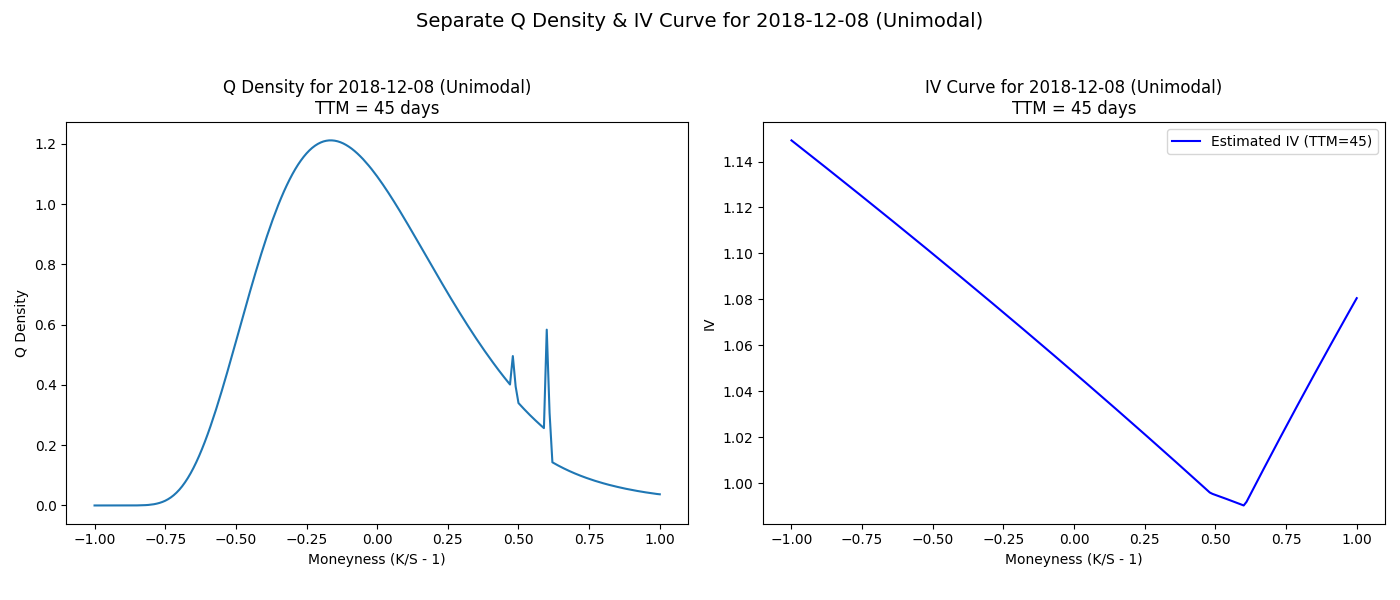 Separate Q Density & IV Curve for 2018-12-08 (Unimodal)
Q Density for 2018-12-08 (Unimodal)
TTM = 45 days
1.2
1.0
0.8
0.6
0.4
0.2
0.0
Q Density
−1.00 −0.75 −0.50 −0.25 0.00 0.25 0.50 0.75 1.00
Moneyness (K/S - 1)
IV Curve for 2018-12-08 (Unimodal)
TTM = 45 days
Estimated IV (TTM=45)
1.14
1.12
1.10
1.08
1.06
1.04
1.02
1.00
IV
−1.00 −0.75 −0.50 −0.25 0.00 0.25 0.50 0.75 1.00
Moneyness (K/S - 1)